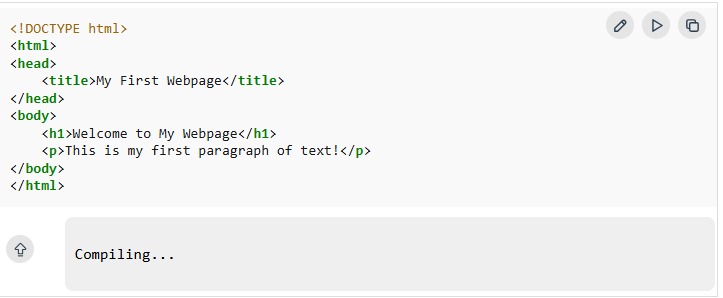 <!DOCTYPE html>
<html>
<head>
    <title>My First Webpage</title>
</head>
<body>
    <h1>Welcome to My Webpage</h1>
    <p>This is my first paragraph of text!</p>
</body>
</html>
Compiling...